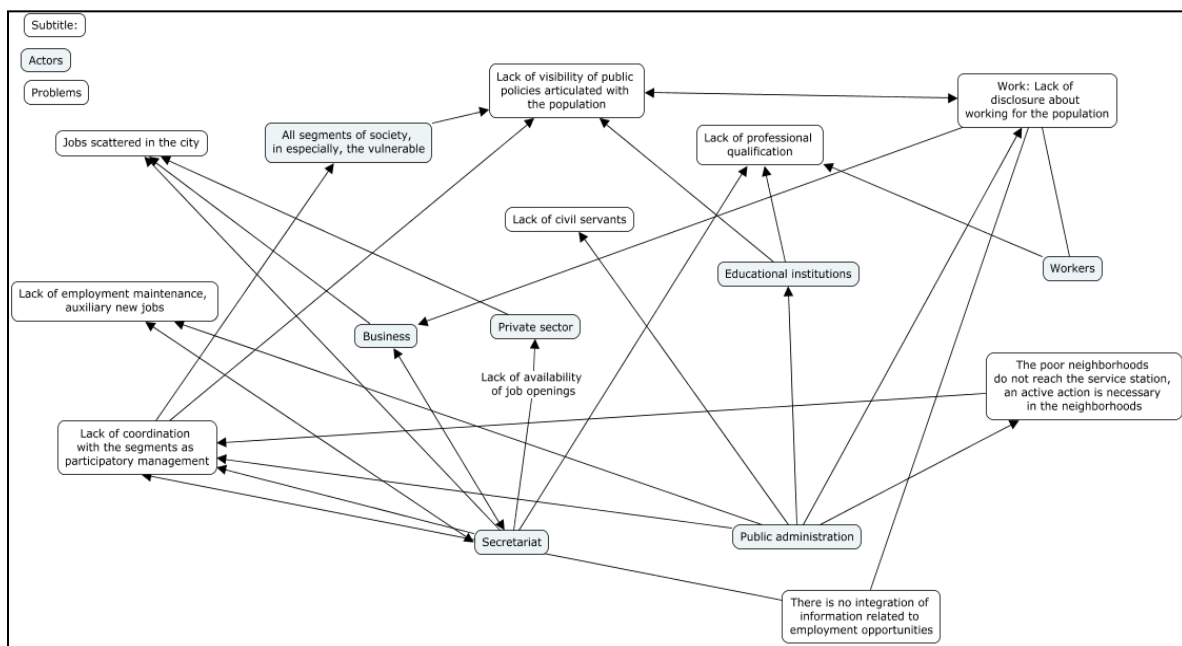 Subtitle:
Actors
Problems
Lack of visibility of public
policies articulated with
the population
Work: Lack of
disclosure about
working for the population
Jobs scattered in the city
All segments of society,
in especially, the vulnerable
Lack of professional
qualification
Lack of civil servants
Educational institutions
Workers
Lack of employment maintenance,
auxiliary new jobs
Business
Private sector
Lack of availability
of job openings
The poor neighborhoods
do not reach the service station,
an active action is necessary
in the neighborhoods
Lack of coordination
with the segments as
participatory management
Secretariat
Public administration
There is no integration of
information related to
employment opportunities